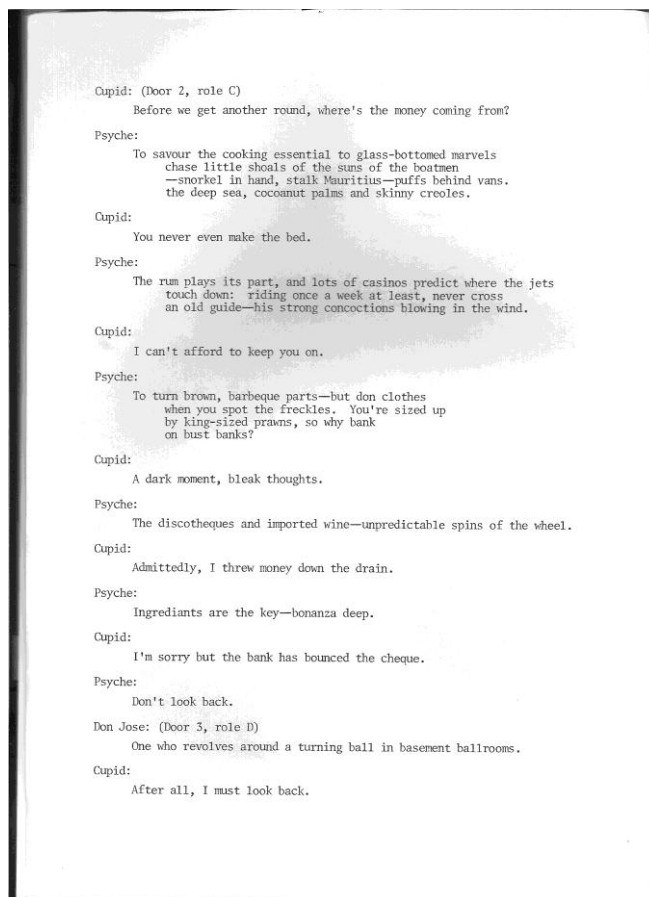 Cupid: (Door 2, role C)
Before we get another round, where's the money coming from?
Psyche:
To savour the cooking essential to glass-bottomed marvels
chase little shoals of the suns of the boatmen
—snorkel in hand, stalk Mauritius—puffs behind vans.
the deep sea, cocoanut palms and skinny creoles.
Cupid:
You never even make the bed.
Psyche:
The rum plays its part, and lots of casinos predict where the jets
touch down: riding once a week at least, never cross
an old guide—his strong concoctions blowing in the wind.
Cupid:
I can't afford to keep you on.
Psyche:
To turn brown, barbeque parts—but don clothes
when you spot the freckles. You're sized up
by king-sized prawns, so why bank
on bust banks?
Cupid:
A dark moment, bleak thoughts.
Psyche:
The discotheques and imported wine—unpredictable spins of the wheel.
Cupid:
Admittedly, I threw money down the drain.
Psyche:
Ingrediants are the key—bonanza deep.
Cupid:
I'm sorry but the bank has bounced the cheque.
Psyche:
Don't look back.
Don Jose: (Door 3, role D)
One who revolves around a turning ball in basement ballrooms.
Cupid:
After all, I must look back.